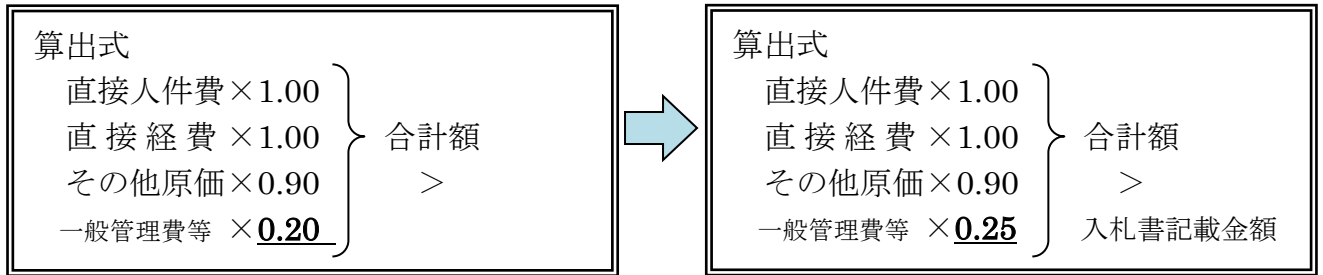 算出式
直接人件費×1.00
直接経費×1.00
その他原価×0.90
一般管理費等 ×0.20
合計額
＞
算出式
直接人件費×1.00
直接経費×1.00
その他原価×0.90
一般管理費等 ×0.25
合計額
＞
入札書記載金額